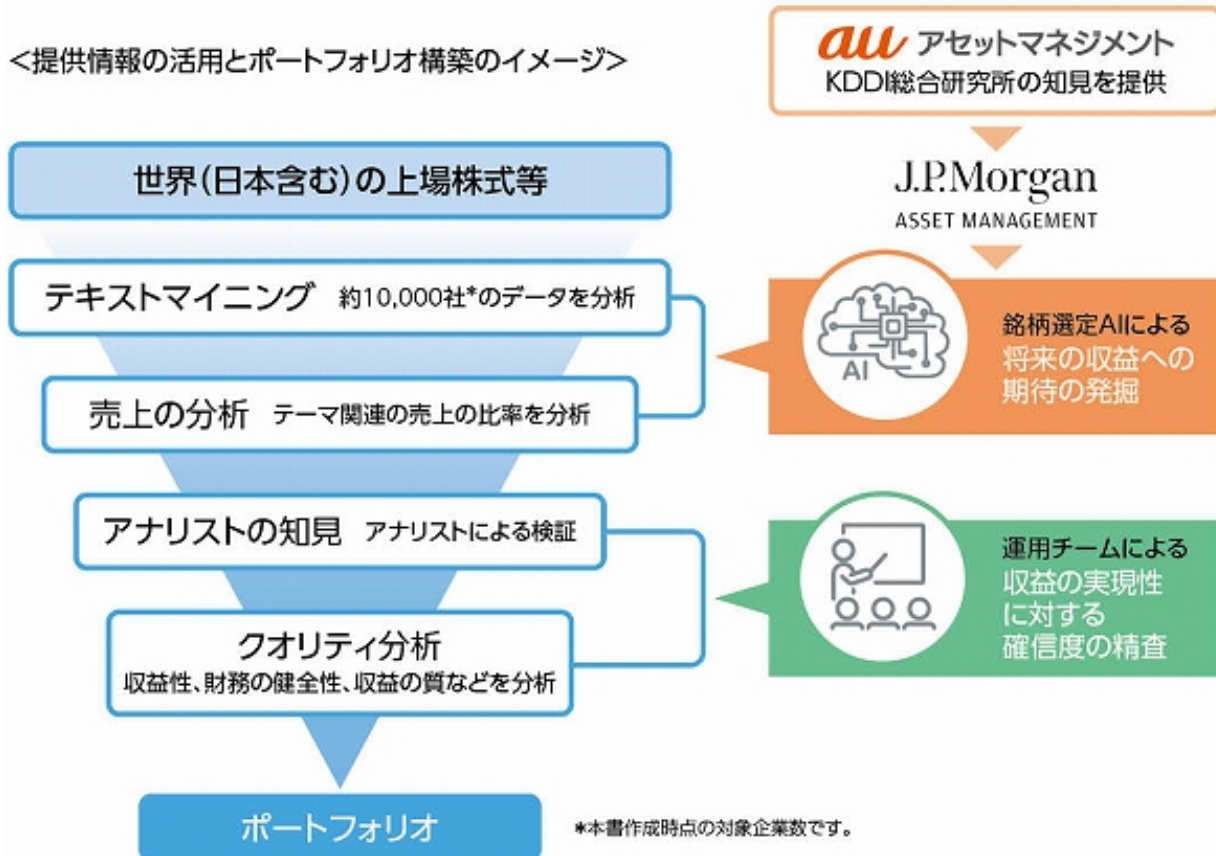 <提供情報の活用とポートフォリオ構築のイメージ>
au アセットマネジメント
KDDI総合研究所の知見を提供
J.P.Morgan
ASSET MANAGEMENT
世界(日本含む)の上場株式等
テキストマイニング 約10,000社*のデータを分析
売上の分析 テーマ関連の売上の比率を分析
AI
銘柄選定AIによる
将来の収益への
期待の発掘
アナリストの知見 アナリストによる検証
クオリティ分析
収益性、財務の健全性、収益の質などを分析
運用チームによる
収益の実現性
に対する
確信度の精査
ポートフォリオ
*本書作成時点の対象企業数です。